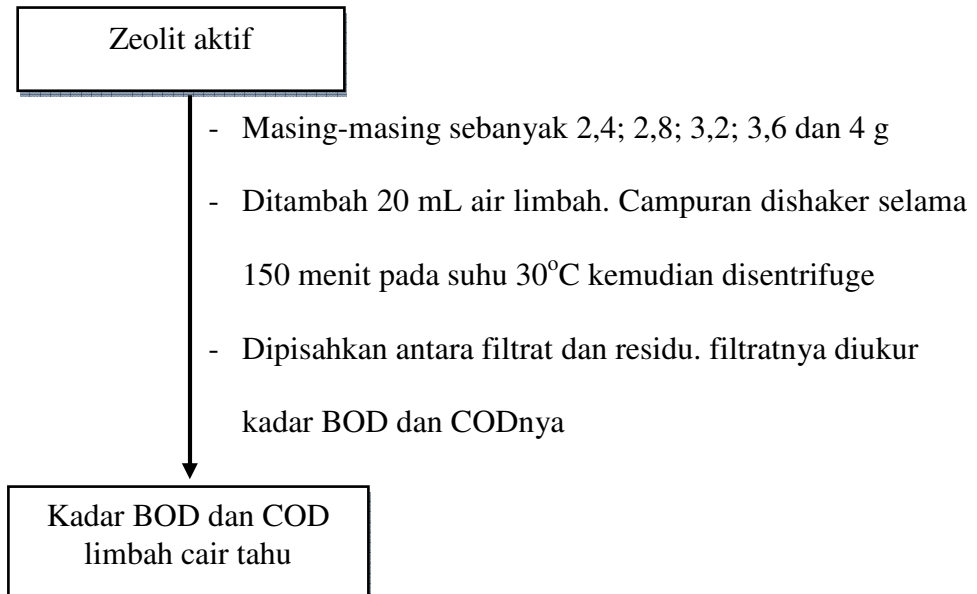 Zeolit aktif
- Masing-masing sebanyak 2,4; 2,8; 3,2; 3,6 dan 4 g
- Ditambah 20 mL air limbah. Campuran dishaker selama
150 menit pada suhu 30°C kemudian disentrifuge
- Dipisahkan antara filtrat dan residu. filtratnya diukur
kadar BOD dan CODnya
Kadar BOD dan COD
limbah cair tahu